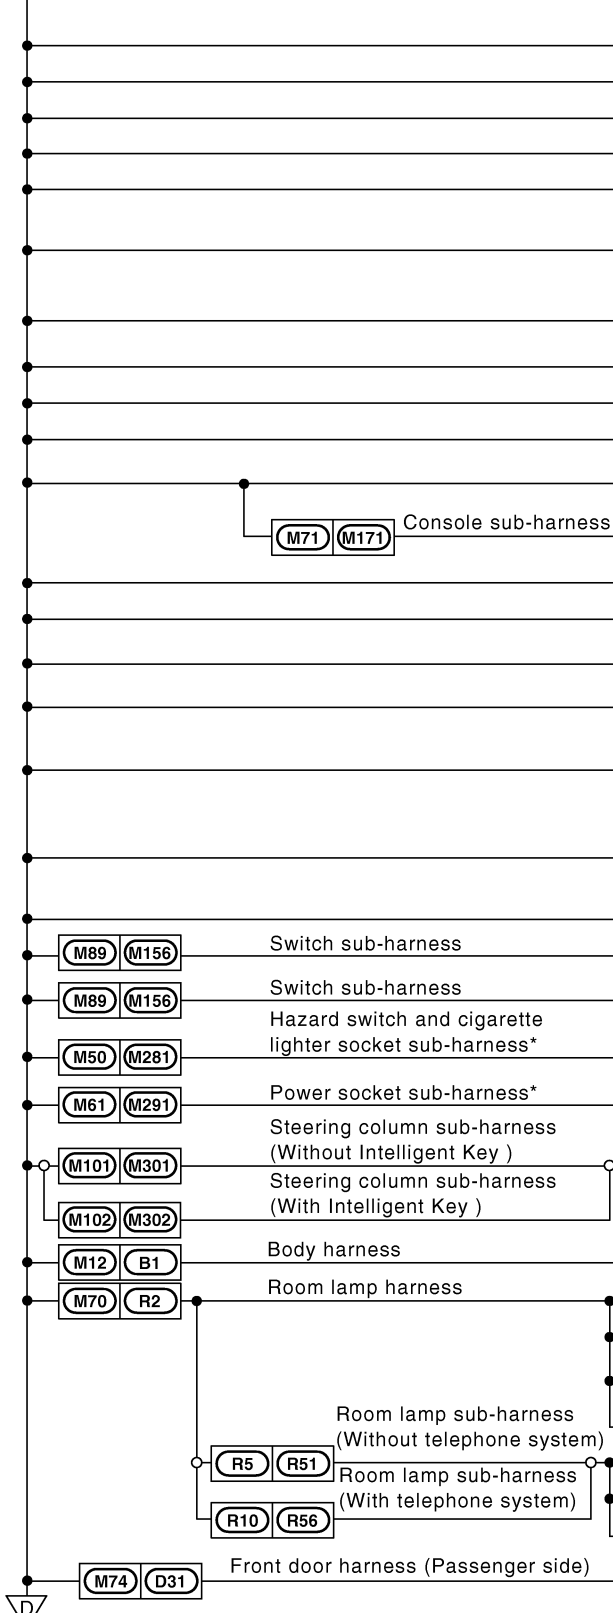 Console sub-harness
M71 M171
Switch sub-harness
M89 M156
Switch sub-harness
M89 M156
Hazard switch and cigarette
lighter socket sub-harness*
M50 M281
Power socket sub-harness*
M61 M291
Steering column sub-harness
(Without Intelligent Key )
M101 M301
Steering column sub-harness
(With Intelligent Key )
M102 M302
Body harness
M12 B1
Room lamp harness
M70 R2
Room lamp sub-harness
(Without telephone system)
R5 R51
Room lamp sub-harness
(With telephone system)
R10 R56
Front door harness (Passenger side)
M74 D31
D